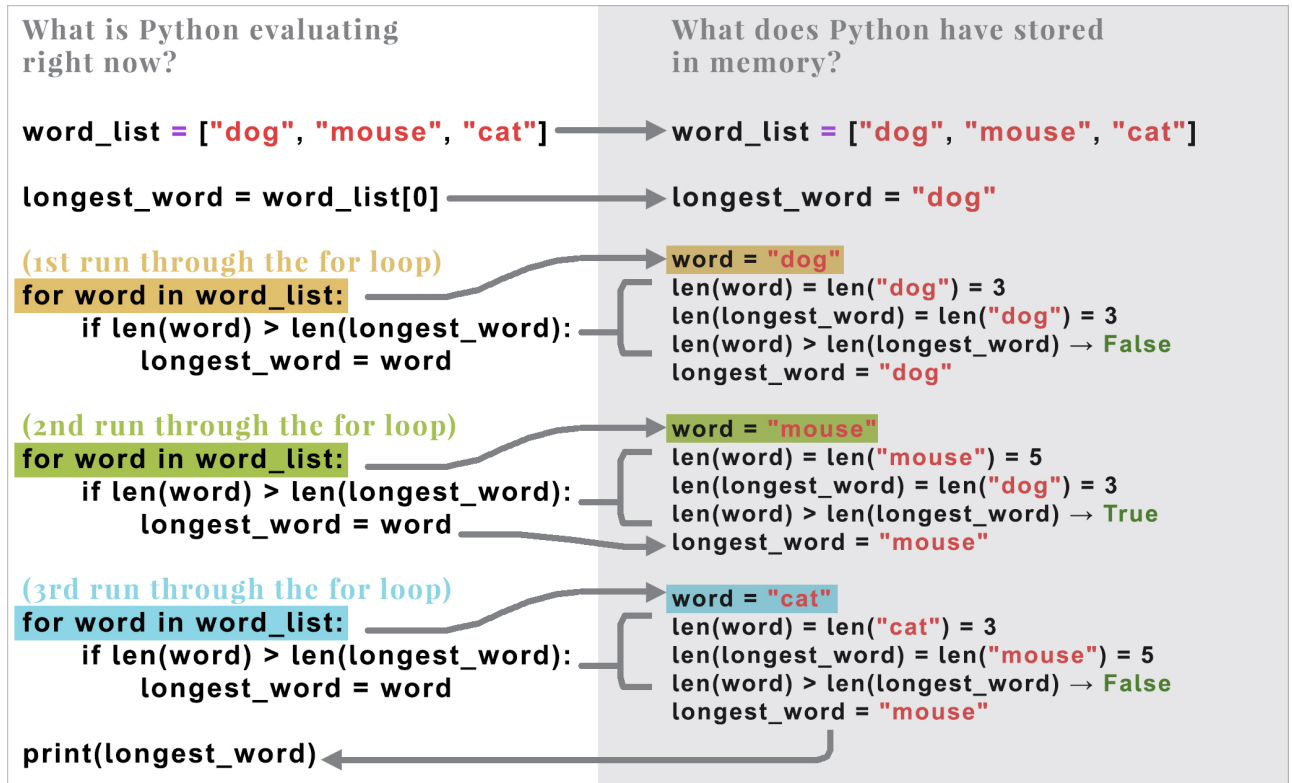 What is Python evaluating
right now?
What does Python have stored
in memory?
word_list = ["dog", "mouse", "cat"]
word_list = ["dog", "mouse", "cat"]
longest_word = word_list[0]
longest_word = "dog"
(1st run through the for loop)
for word in word_list:
if len(word) > len(longest_word):
longest_word = word
word = "dog"
len(word) = len("dog") = 3
len(longest_word) = len("dog") = 3
len(word) > len(longest_word) → False
longest_word = "dog"
(2nd run through the for loop)
for word in word_list:
if len(word) > len(longest_word):
longest_word = word
word = "mouse"
len(word) = len("mouse") = 5
len(longest_word) = len("dog") = 3
len(word) > len(longest_word) → True
longest_word = "mouse"
(3rd run through the for loop)
for word in word_list:
if len(word) > len(longest_word):
longest_word = word
word = "cat"
len(word) = len("cat") = 3
len(longest_word) = len("mouse") = 5
len(word) > len(longest_word) → False
longest_word = "mouse"
print(longest_word)